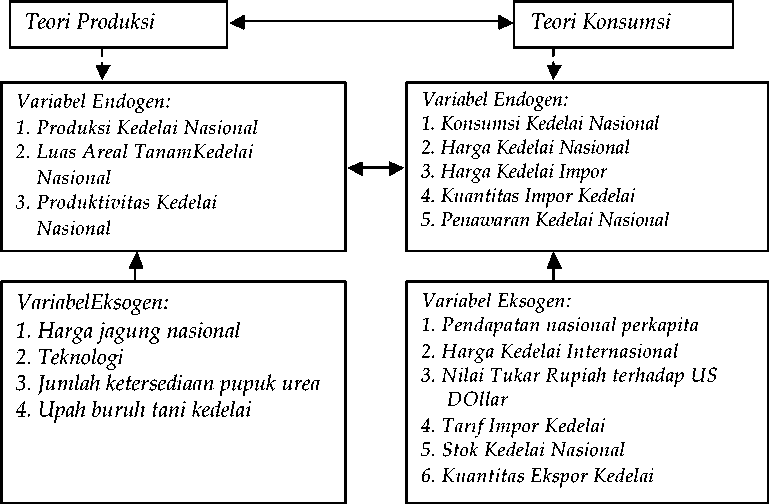 Teori Produksi
Teori Konsumsi
Variabel Endogen:
1. Produksi Kedelai Nasional
2. Luas Areal TanamKedelai
Nasional
3. Produktivitas Kedelai
Nasional
Variabel Endogen:
1. Konsumsi Kedelai Nasional
2. Harga Kedelai Nasional
3. Harga Kedelai Impor
4. Kuantitas Impor Kedelai
5. Penawaran Kedelai Nasional
VariabelEksogen:
1. Harga jagung nasional
2. Teknologi
3. Jumlah ketersediaan pupuk urea
4. Upah buruh tani kedelai
Variabel Eksogen:
1. Pendapatan nasional perkapita
2. Harga Kedelai Internasional
3. Nilai Tukar Rupiah terhadap US
DOllar
4. Tarif Impor Kedelai
5. Stok Kedelai Nasional
6. Kuantitas Ekspor Kedelai